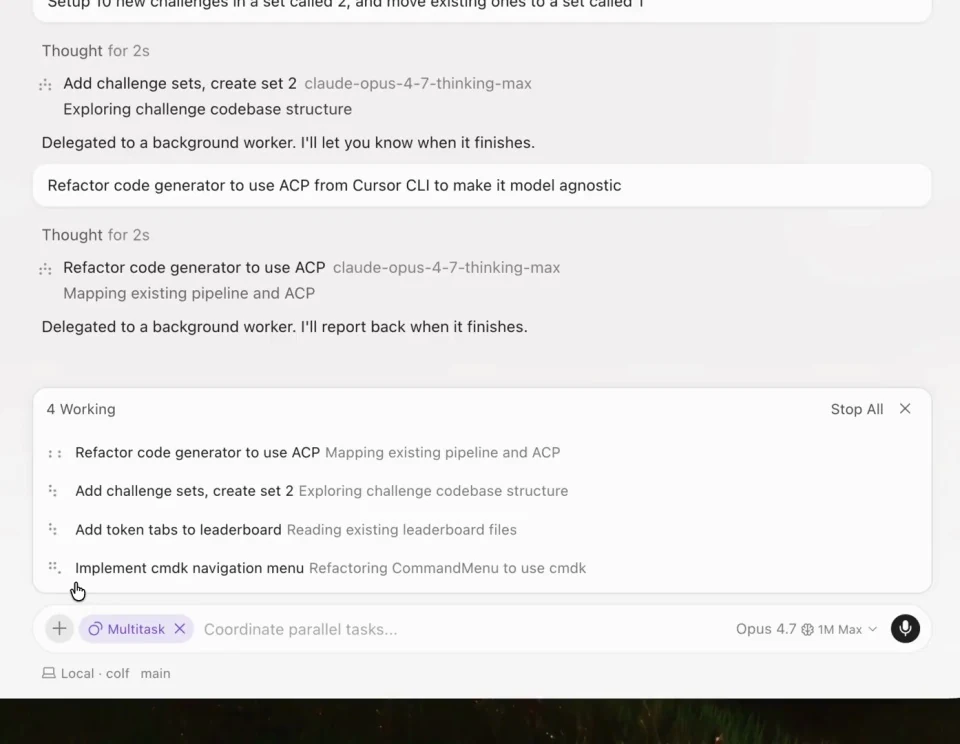 Setup 10 new challenges in a set called 2, and move existing ones to a set called 1
Thought for 2s
Add challenge sets, create set 2 claude-opus-4-7-thinking-max
Exploring challenge codebase structure
Delegated to a background worker. I'll let you know when it finishes.
Refactor code generator to use ACP from Cursor CLI to make it model agnostic
Thought for 2s
Refactor code generator to use ACP claude-opus-4-7-thinking-max
Mapping existing pipeline and ACP
Delegated to a background worker. I'll report back when it finishes.
4 Working Stop All
Refactor code generator to use ACP Mapping existing pipeline and ACP
Add challenge sets, create set 2 Exploring challenge codebase structure
Add token tabs to leaderboard Reading existing leaderboard files
Implement cmdk navigation menu Refactoring CommandMenu to use cmdk
Multitask Coordinate parallel tasks... Opus 4.7 1M Max
Local · colf main